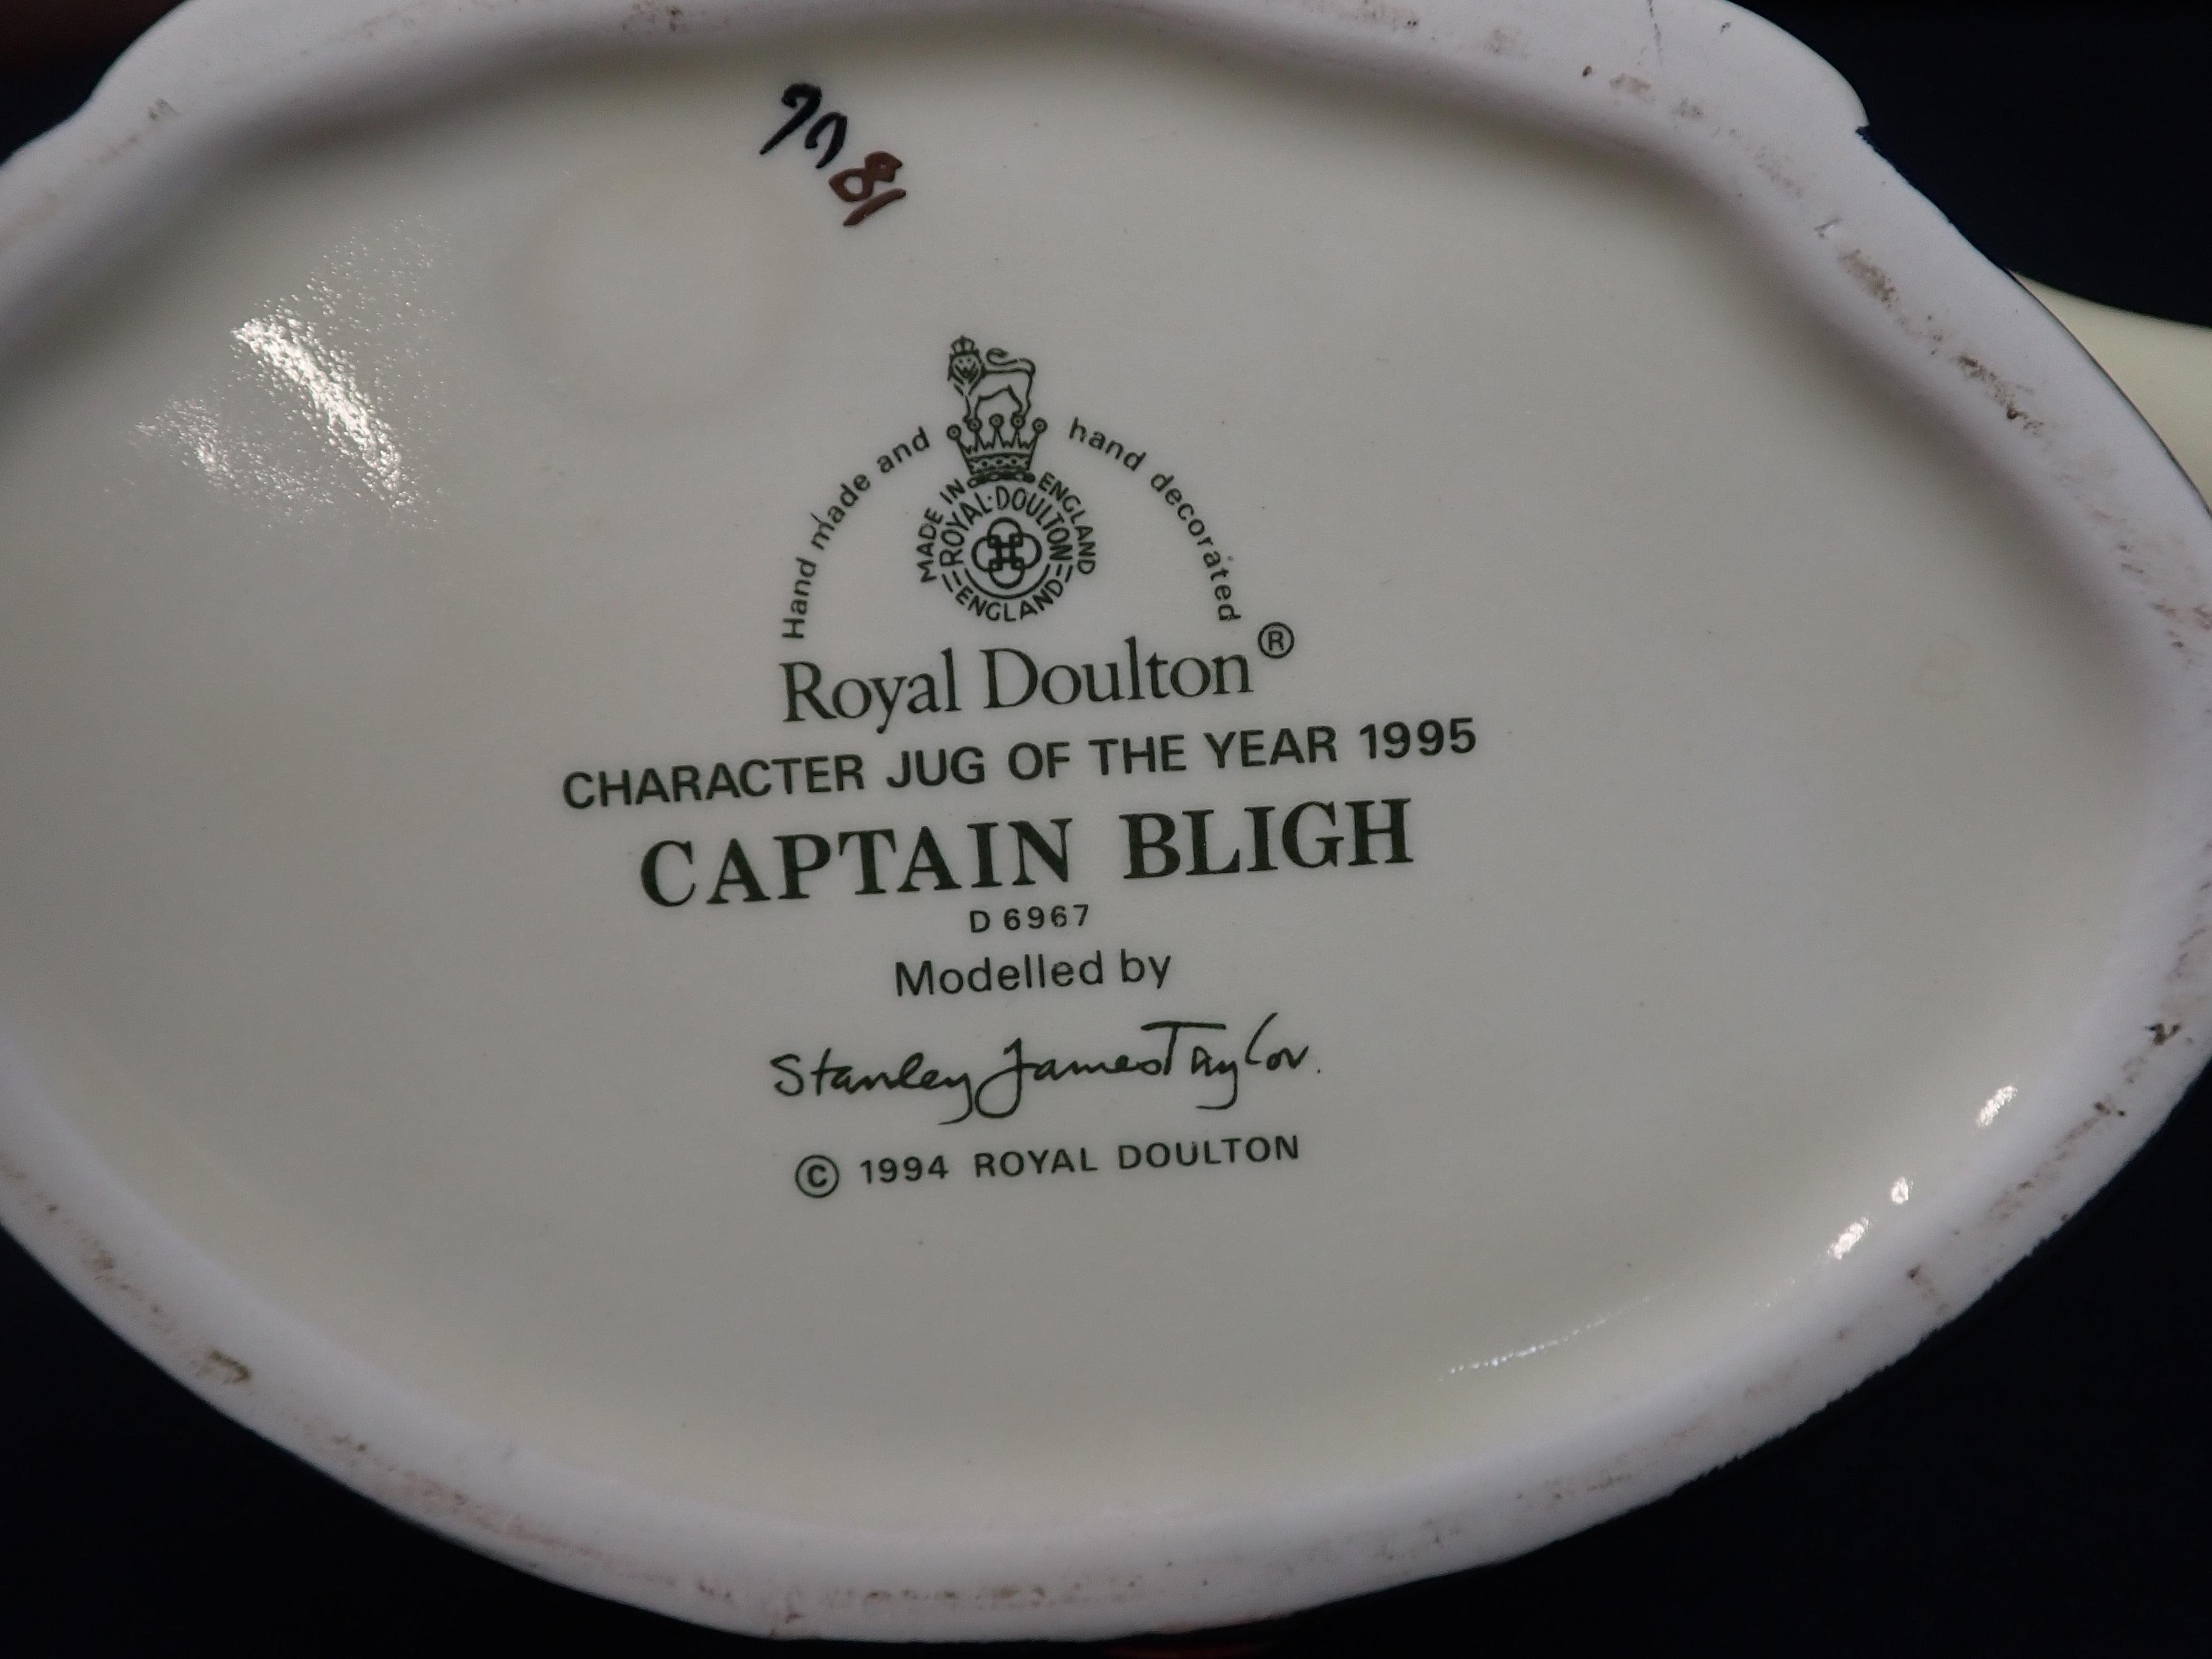 Hand made and hand decorated
MADE IN ENGLAND
ROYAL·DOULTON
ENGLAND
Royal Doulton®
CHARACTER JUG OF THE YEAR 1995
CAPTAIN BLIGH
D 6967
Modelled by
Stanley James Taylor.
© 1994 ROYAL DOULTON